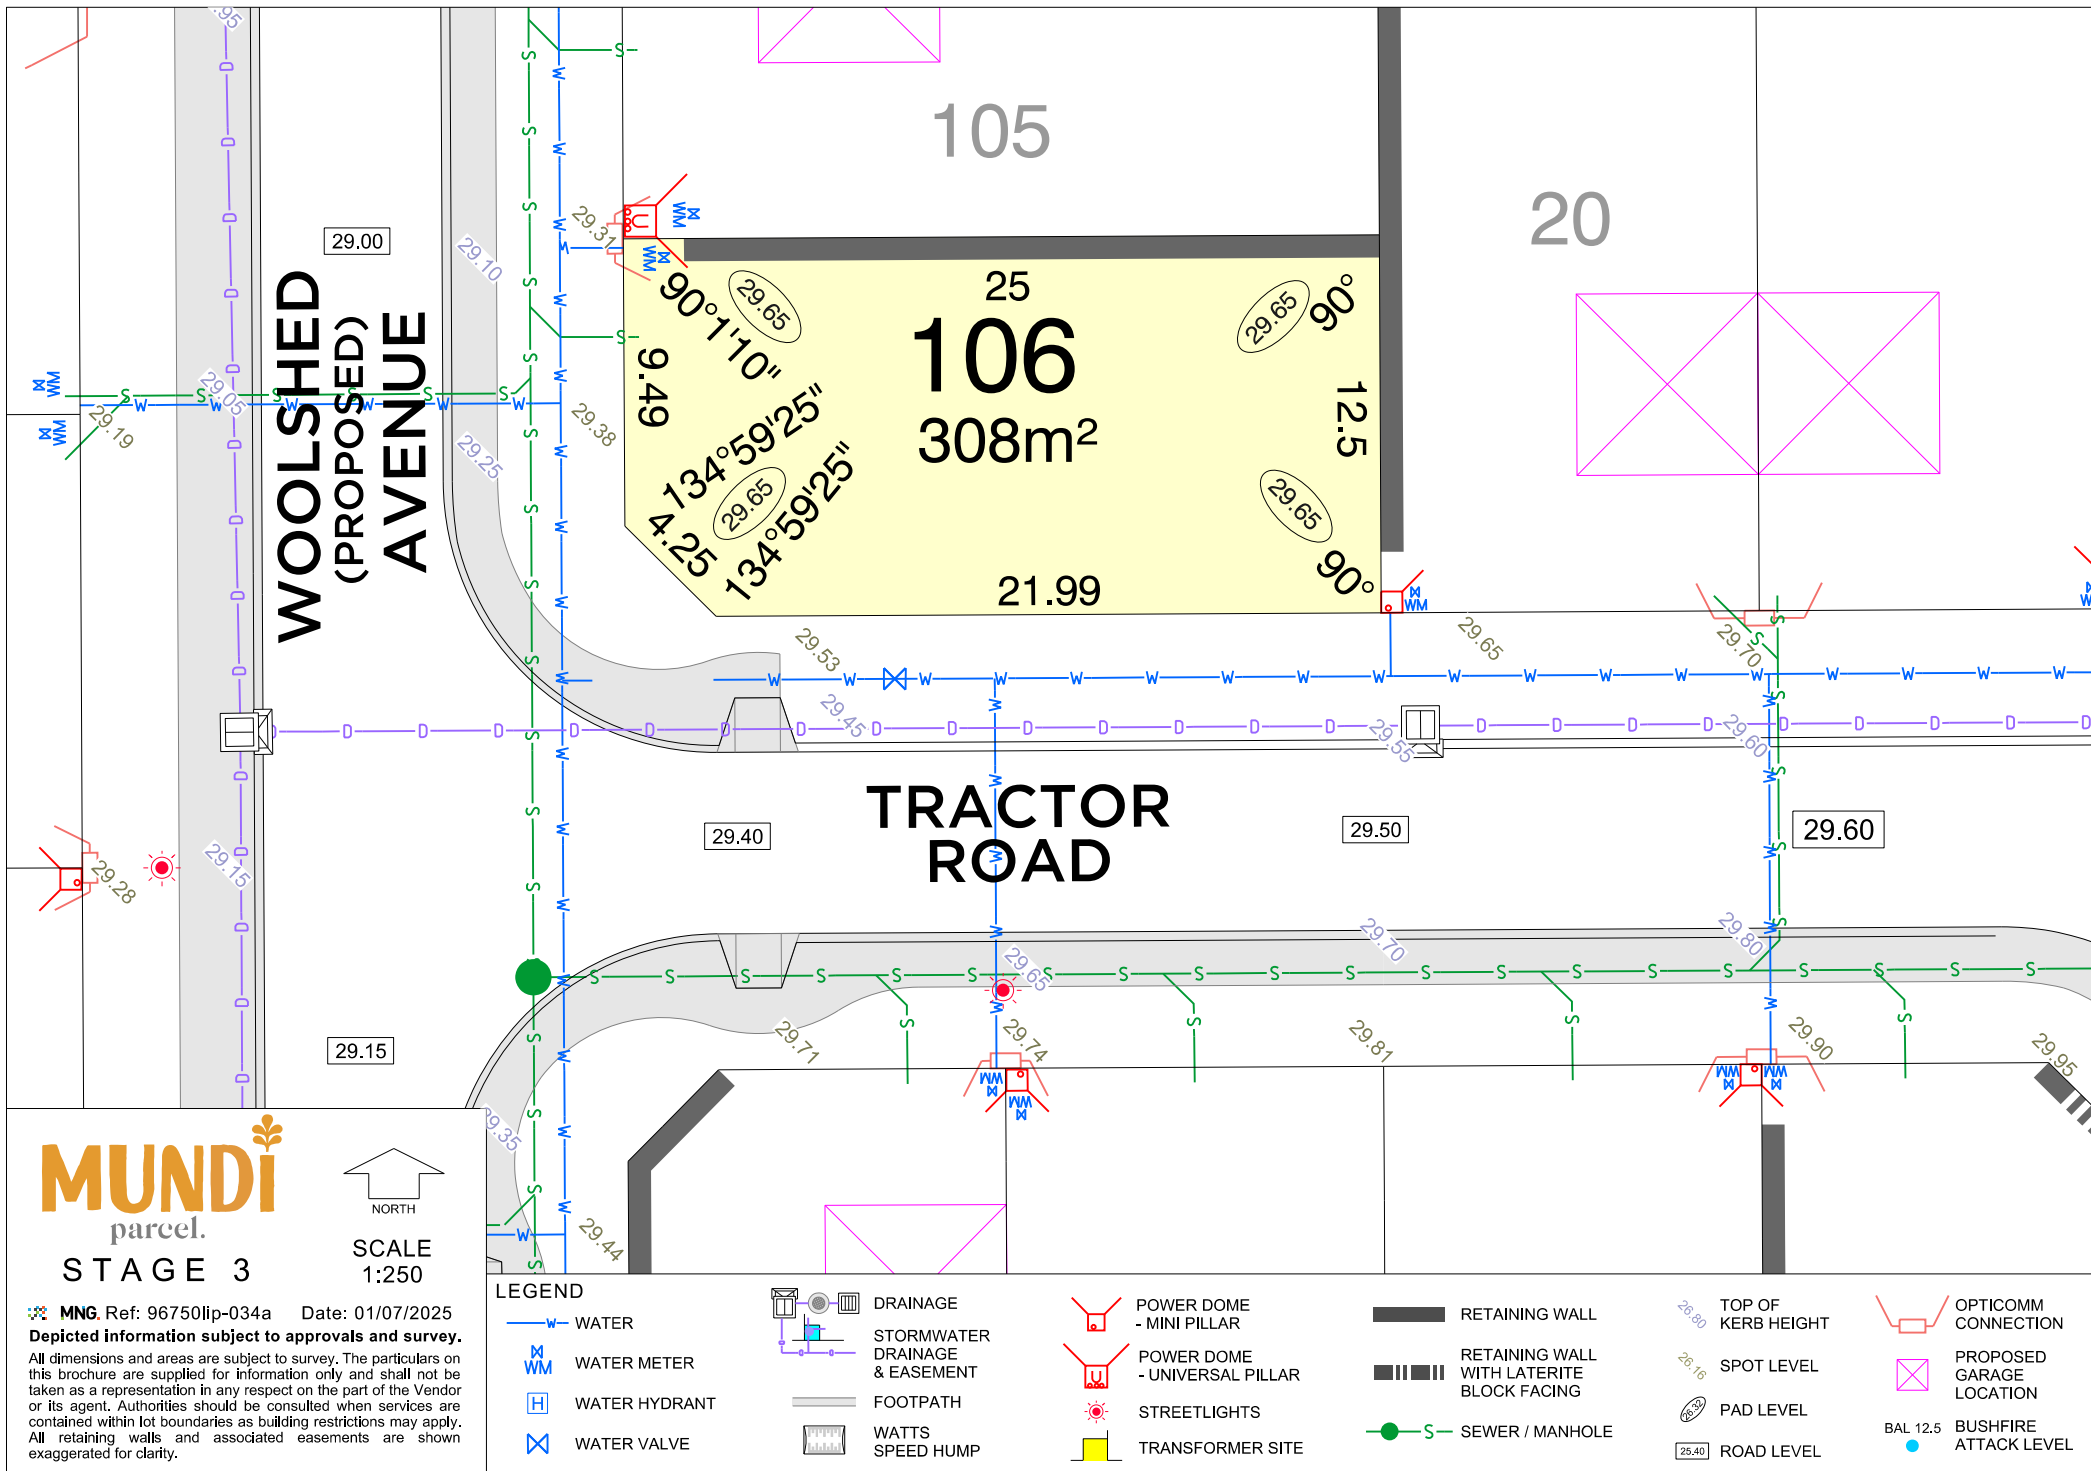 105
20
29.00
WOOLSHED
(PROPOSED)
AVENUE
29.95
29.10
29.05
29.25
29.15
29.19
29.28
29.31
29.38
25
106
308m²
90°1'10"
9.49
134°59'25"
4.25
134°59'25"
21.99
12.5
90°
90°
29.65
29.65
29.65
29.65
29.53
29.45
29.55
29.65
29.60
29.70
TRACTOR
ROAD
29.40
29.50
29.60
29.65
29.70
29.80
29.71
29.74
29.81
29.90
29.95
29.15
29.35
29.44
MUNDI
parcel.
STAGE 3
NORTH
SCALE
1:250
MNG. Ref: 96750lip-034a Date: 01/07/2025
Depicted information subject to approvals and survey.
All dimensions and areas are subject to survey. The particulars on
this brochure are supplied for information only and shall not be
taken as a representation in any respect on the part of the Vendor
or its agent. Authorities should be consulted when services are
contained within lot boundaries as building restrictions may apply.
All retaining walls and associated easements are shown
exaggerated for clarity.
LEGEND
W WATER
WM WATER METER
H WATER HYDRANT
WATER VALVE
DRAINAGE
STORMWATER
DRAINAGE
& EASEMENT
FOOTPATH
WATTS
SPEED HUMP
POWER DOME
- MINI PILLAR
POWER DOME
- UNIVERSAL PILLAR
STREETLIGHTS
TRANSFORMER SITE
RETAINING WALL
RETAINING WALL
WITH LATERITE
BLOCK FACING
S SEWER / MANHOLE
26.80 TOP OF
KERB HEIGHT
26.16 SPOT LEVEL
26.32 PAD LEVEL
25.40 ROAD LEVEL
OPTICOMM
CONNECTION
PROPOSED
GARAGE
LOCATION
BAL 12.5 BUSHFIRE
ATTACK LEVEL